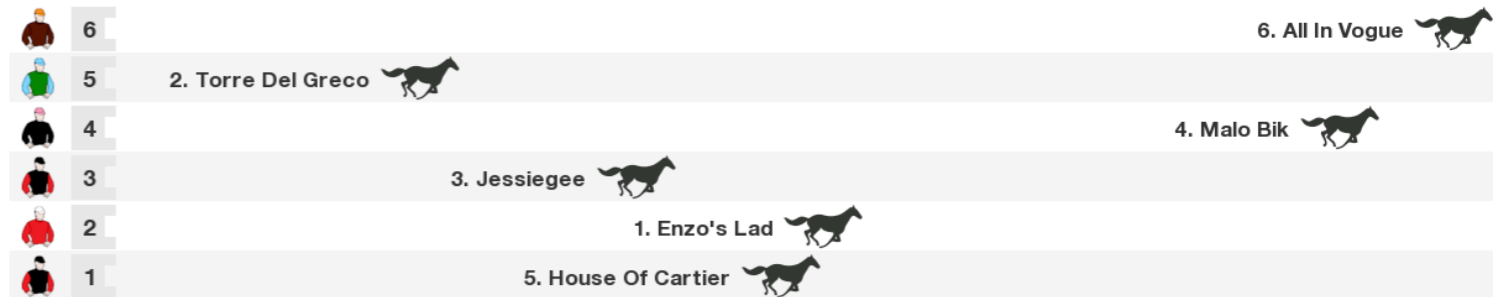 6 6. All In Vogue
5 2. Torre Del Greco
4 4. Malo Bik
3 3. Jessiegee
2 1. Enzo's Lad
1 5. House Of Cartier